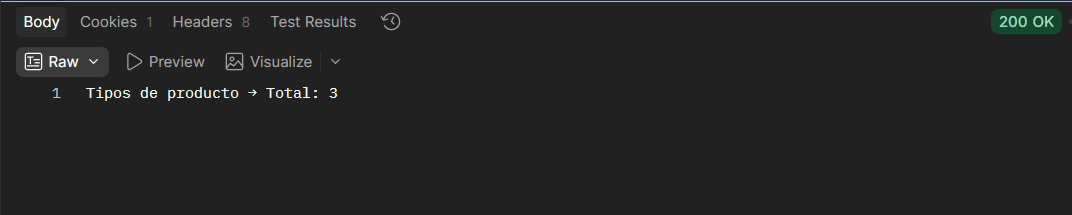 Body Cookies 1 Headers 8 Test Results 200 OK
Raw Preview Visualize
1 Tipos de producto → Total: 3